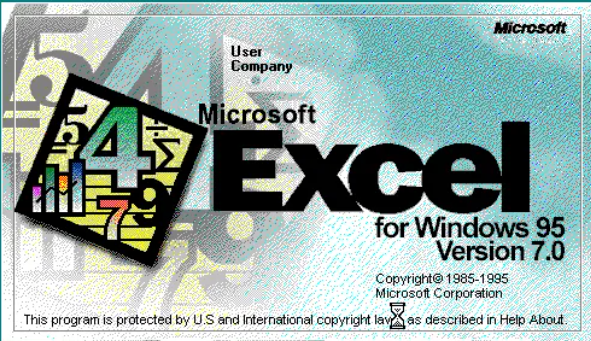 Microsoft
User
Company
Microsoft
Excel
for Windows 95
Version 7.0
Copyright© 1985-1995
Microsoft Corporation
This program is protected by U.S and International copyright law as described in Help About.